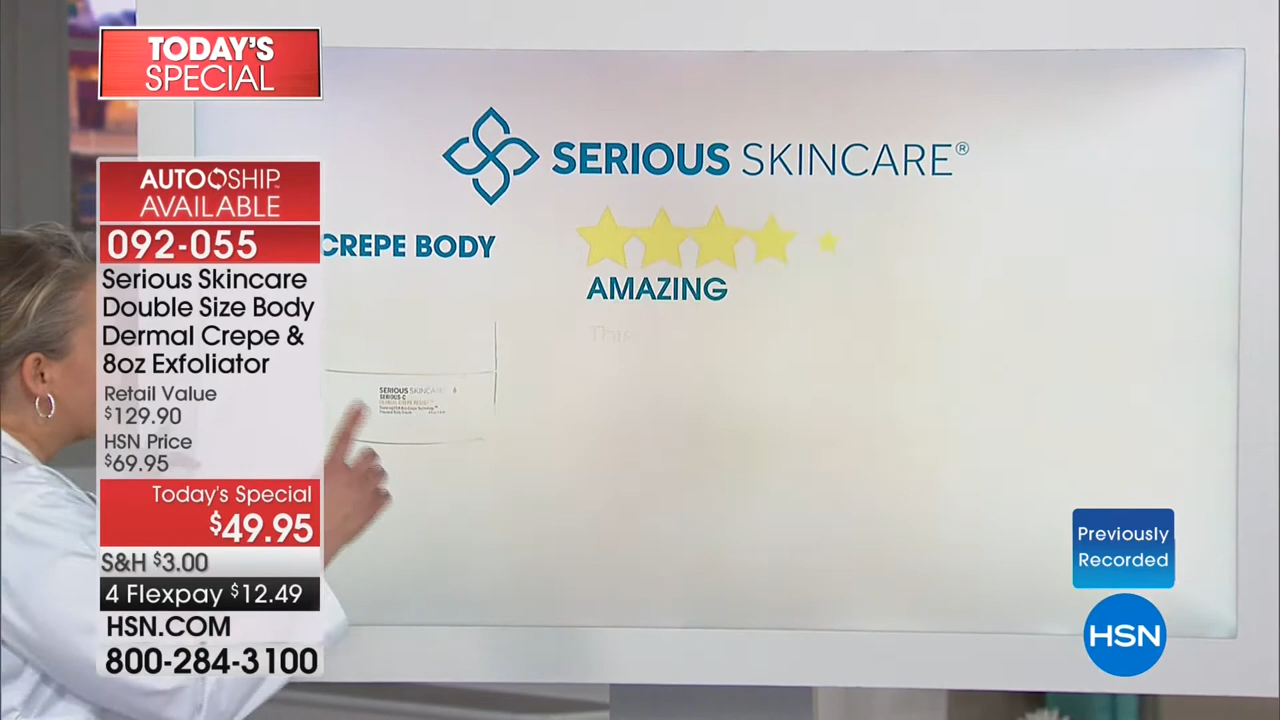 TODAY'S
SPECIAL
AUTOSHIP
AVAILABLE
092-055
Serious Skincare
Double Size Body
Dermal Crepe &
8oz Exfoliator
Retail Value
$129.90
HSN Price
$69.95
Today's Special
$49.95
S&H $3.00
4 Flexpay $12.49
HSN.COM
800-284-3100
SERIOUS SKINCARE®
CREPE BODY
AMAZING
This
SERIOUS SKINCARE
SERIOUS-C
Previously
Recorded
HSN